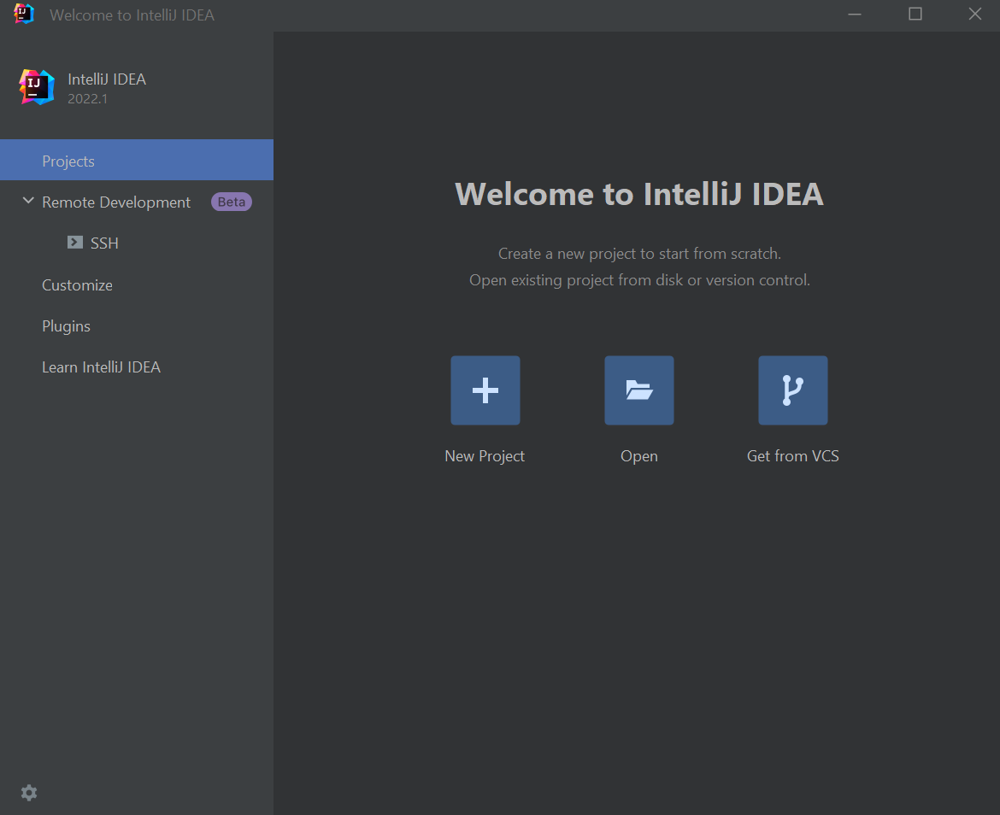 Welcome to IntelliJ IDEA
IJ
IntelliJ IDEA
2022.1
Projects
Remote Development Beta
SSH
Customize
Plugins
Learn IntelliJ IDEA
Welcome to IntelliJ IDEA
Create a new project to start from scratch.
Open existing project from disk or version control.
New Project
Open
Get from VCS